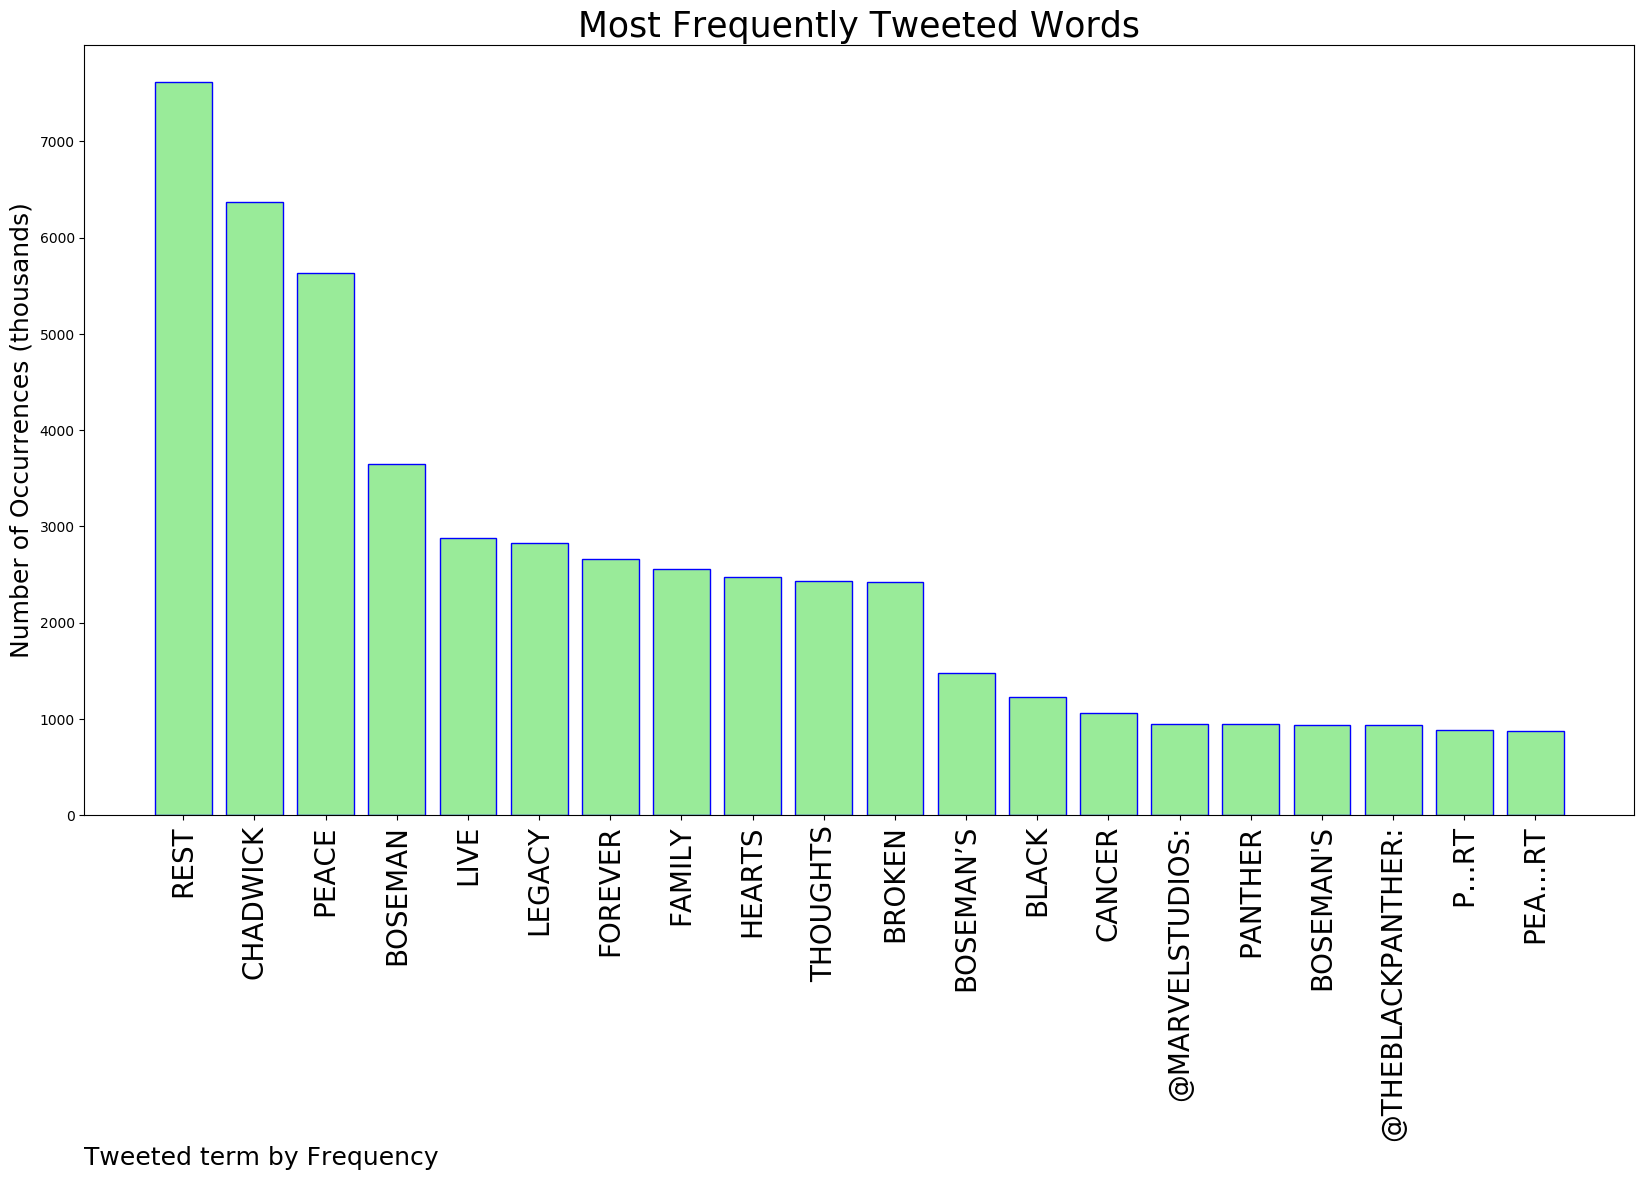 Most Frequently Tweeted Words
Number of Occurrences (thousands)
7000
6000
5000
4000
3000
2000
1000
0
REST
CHADWICK
PEACE
BOSEMAN
LIVE
LEGACY
FOREVER
FAMILY
HEARTS
THOUGHTS
BROKEN
BOSEMAN’S
BLACK
CANCER
@MARVELSTUDIOS:
PANTHER
BOSEMAN'S
@THEBLACKPANTHER:
P…RT
PEA…RT
Tweeted term by Frequency